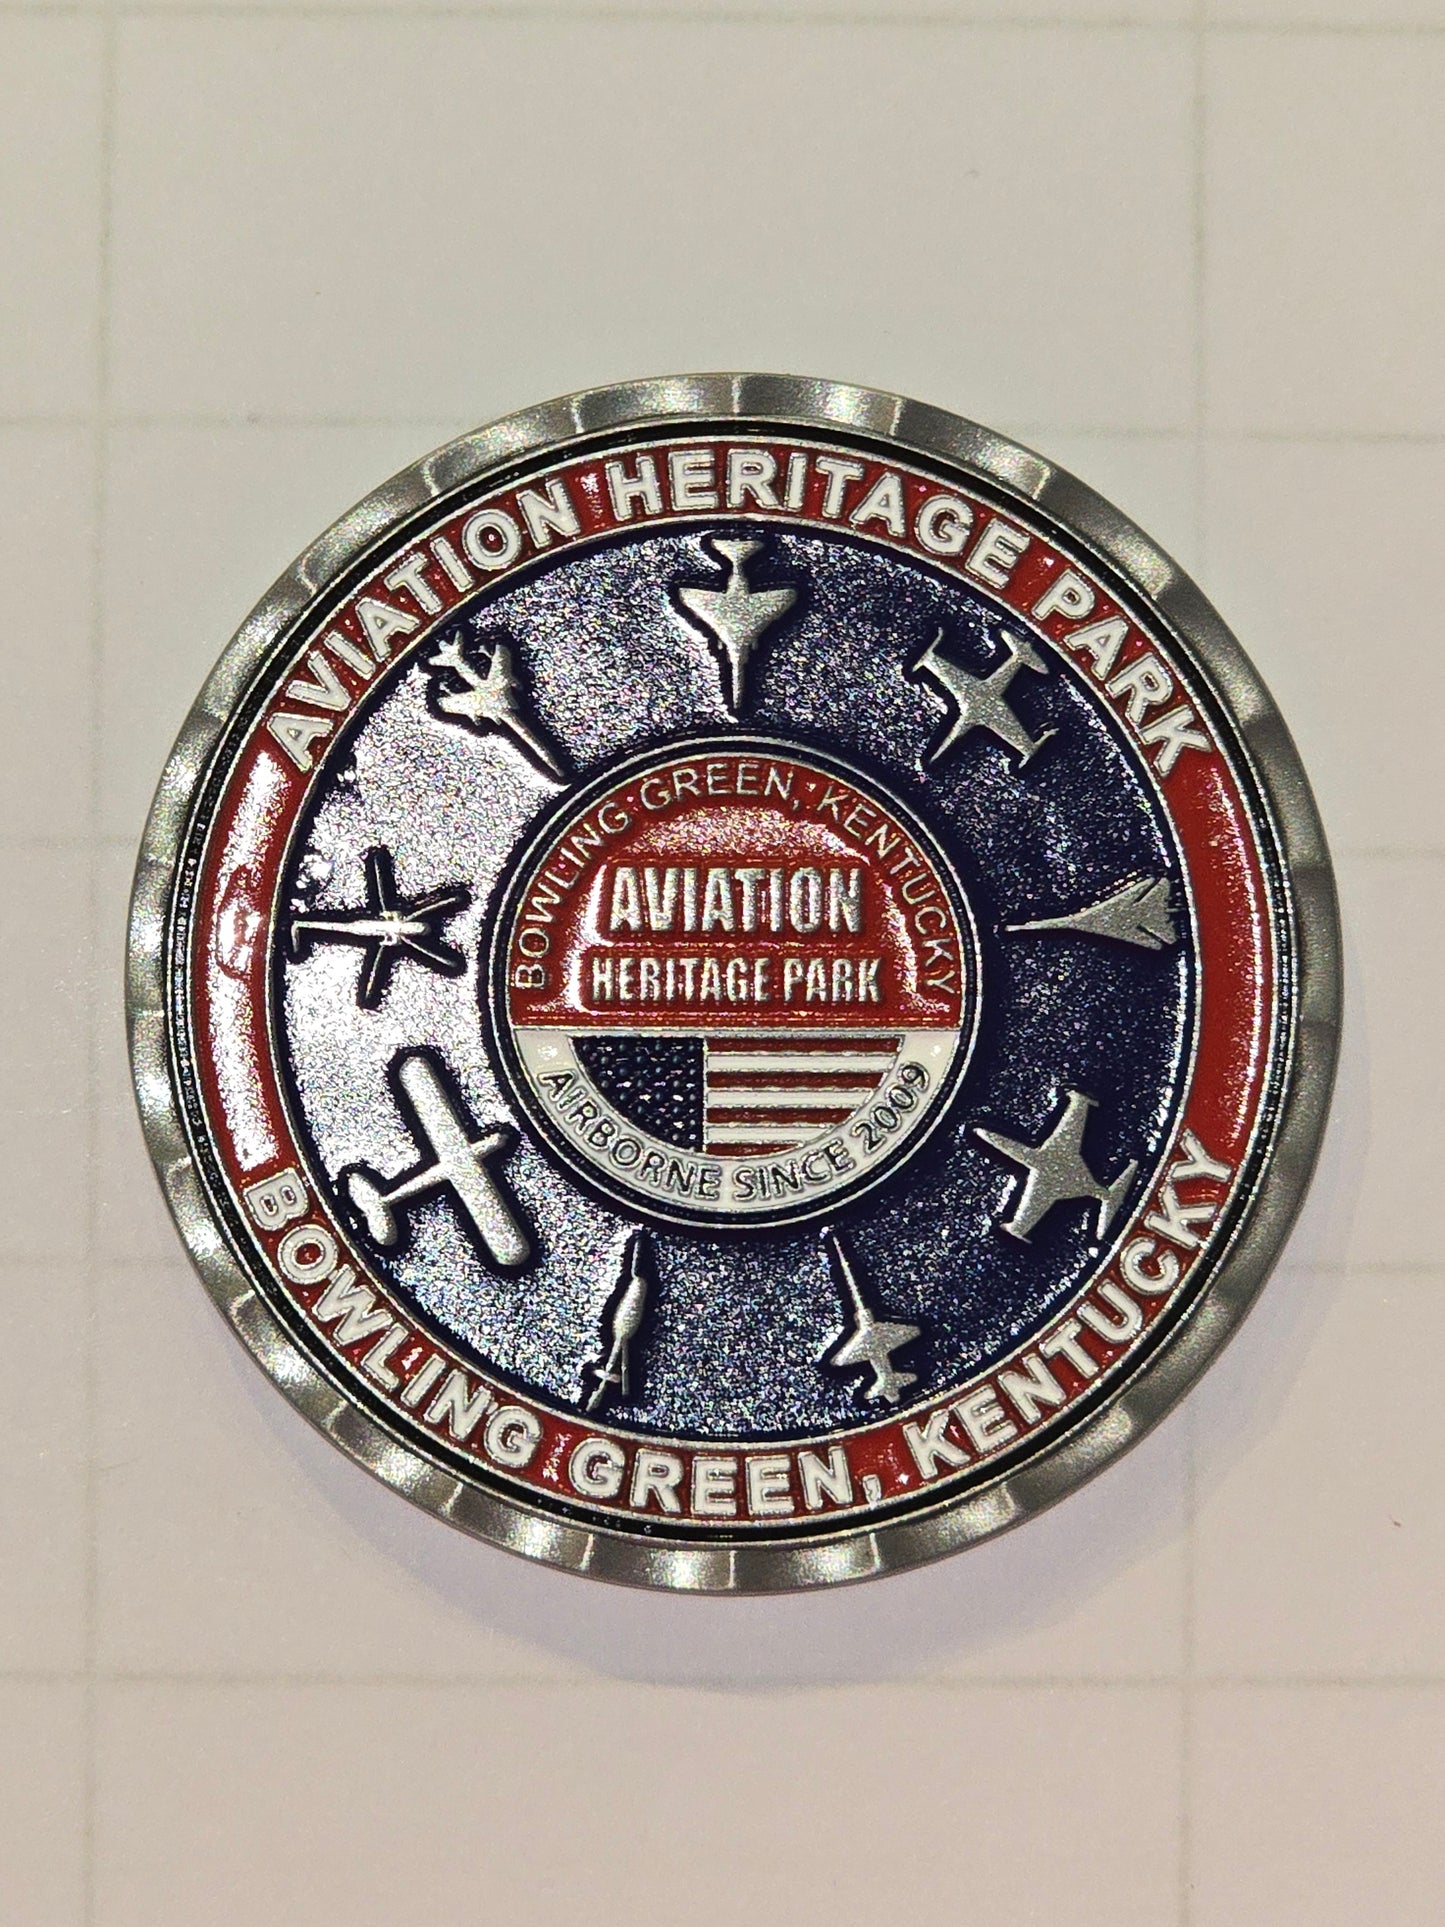 AVIATION HERITAGE PARK
BOWLING GREEN, KENTUCKY
AVIATION
HERITAGE PARK
AIRBORNE SINCE 2009
BOWLING GREEN, KENTUCKY